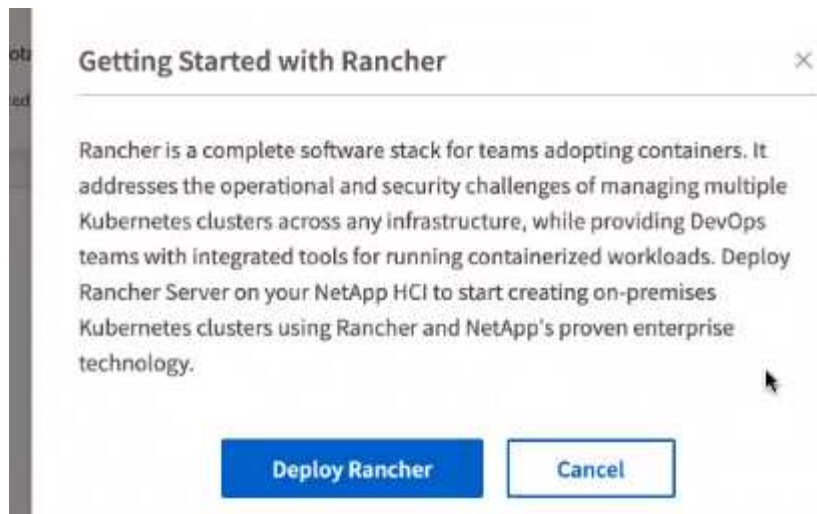 Getting Started with Rancher
Rancher is a complete software stack for teams adopting containers. It
addresses the operational and security challenges of managing multiple
Kubernetes clusters across any infrastructure, while providing DevOps
teams with integrated tools for running containerized workloads. Deploy
Rancher Server on your NetApp HCI to start creating on-premises
Kubernetes clusters using Rancher and NetApp's proven enterprise
technology.
Deploy Rancher Cancel